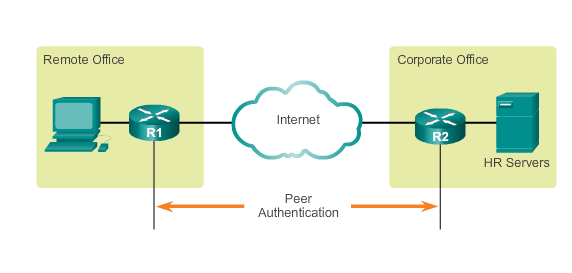 Remote Office
Corporate Office
R1
Internet
R2
HR Servers
Peer
Authentication